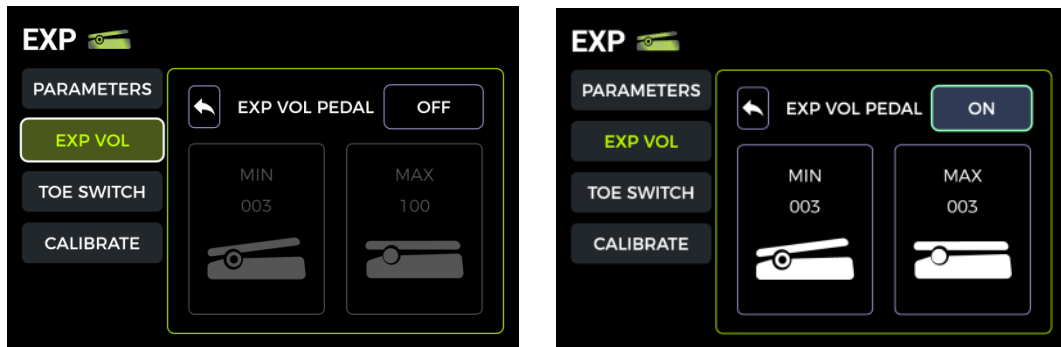 EXP
PARAMETERS
EXP VOL
TOE SWITCH
CALIBRATE
EXP VOL PEDAL OFF
MIN MAX
003 100
EXP
PARAMETERS
EXP VOL
TOE SWITCH
CALIBRATE
EXP VOL PEDAL ON
MIN MAX
003 003